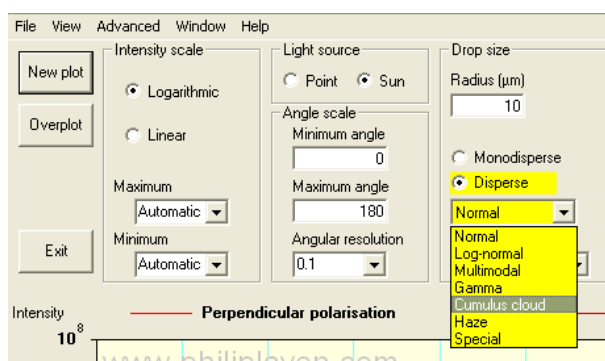 File View Advanced Window Help
New plot
Overplot
Exit
Intensity scale
Logarithmic
Linear
Maximum
Automatic
Minimum
Automatic
Light source
Point Sun
Angle scale
Minimum angle
0
Maximum angle
180
Angular resolution
0.1
Drop size
Radius (µm)
10
Monodisperse
Disperse
Normal
Normal
Log-normal
Multimodal
Gamma
Cumulus cloud
Haze
Special
Intensity
Perpendicular polarisation
10⁸
www.philiplaven.com